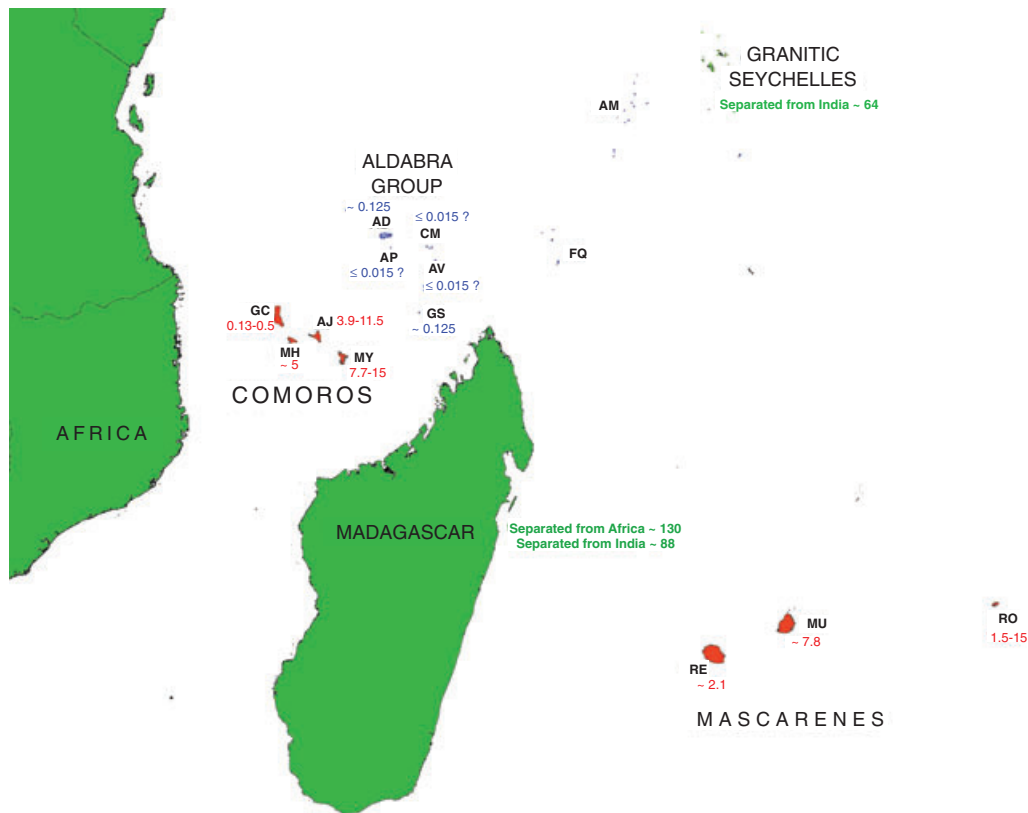 GRANITIC
SEYCHELLES
Separated from India ~ 64
AM
ALDABRA
GROUP
~ 0.125
≤ 0.015 ?
AD
CM
AP
≤ 0.015 ?
AV
≤ 0.015 ?
FQ
GC
0.13-0.5
AJ 3.9-11.5
GS
~ 0.125
MH
~ 5
MY
7.7-15
COMOROS
AFRICA
MADAGASCAR
Separated from Africa ~ 130
Separated from India ~ 88
MU
~ 7.8
RO
1.5-15
RE
~ 2.1
MASCARENES